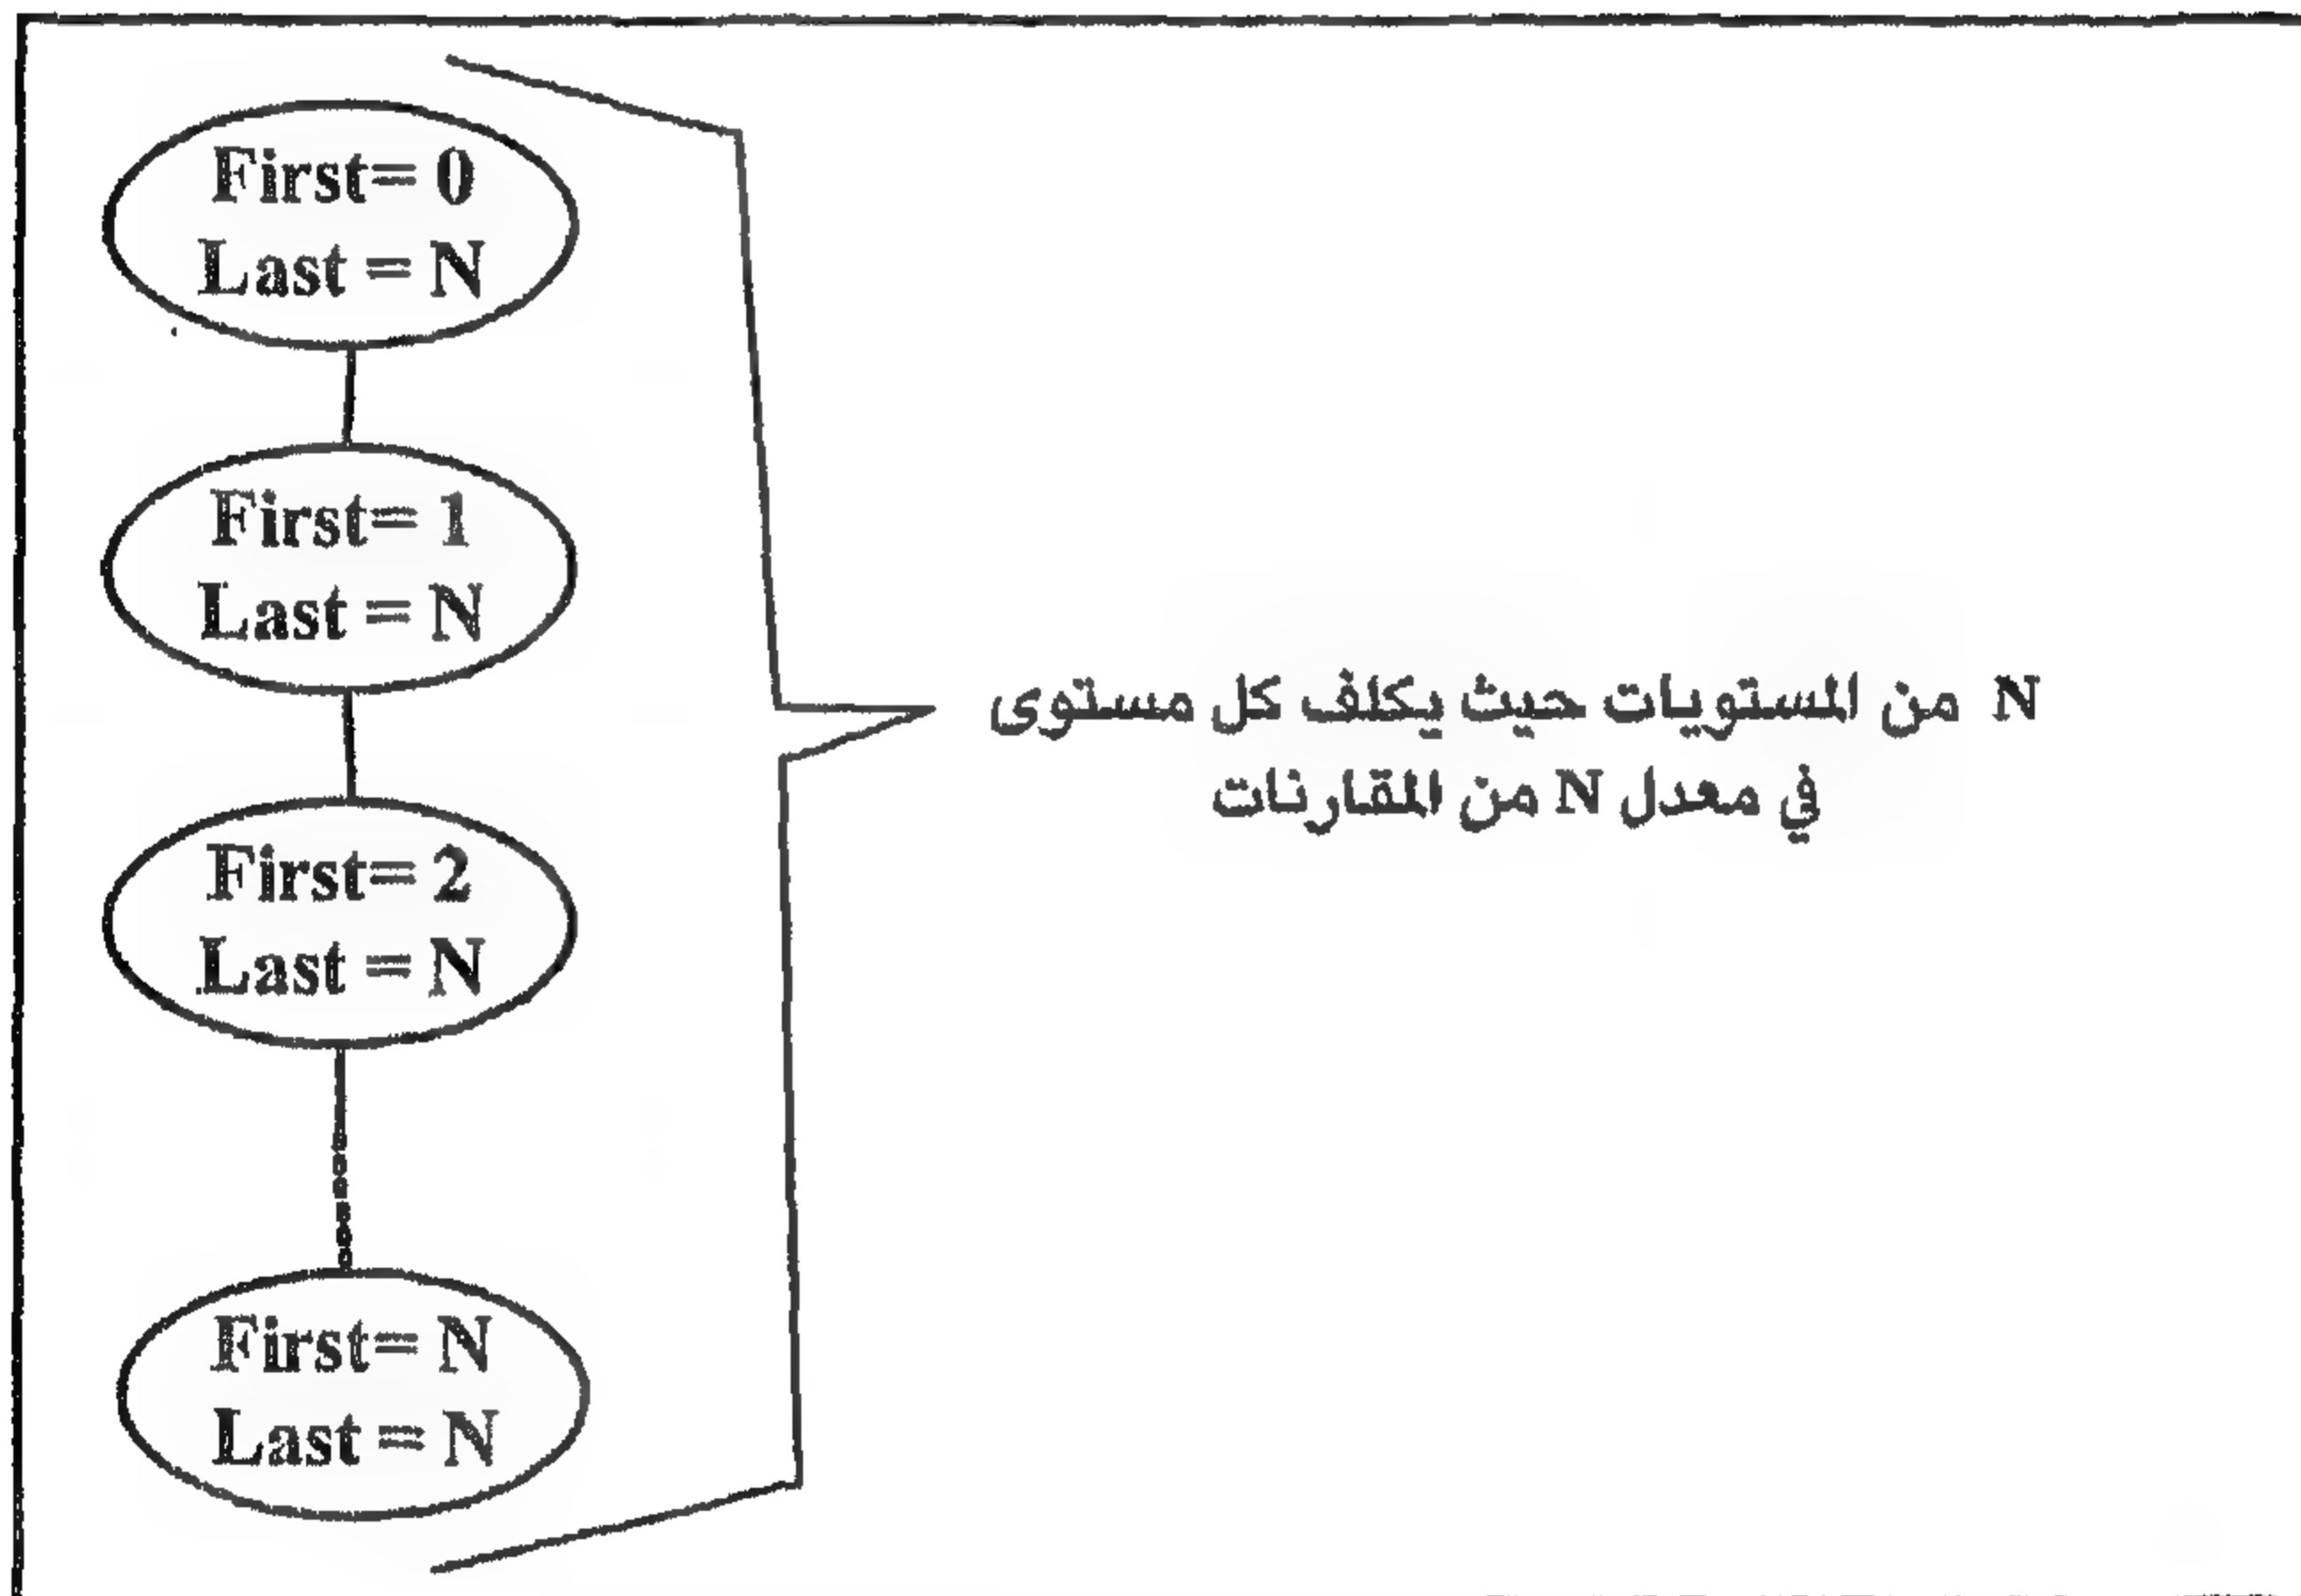 First= 0
Last = N
First= 1
Last = N
First= 2
Last = N
First= N
Last = N
N من المستويات حيث يكلف كل مستوى
في معدل N من المقارنات